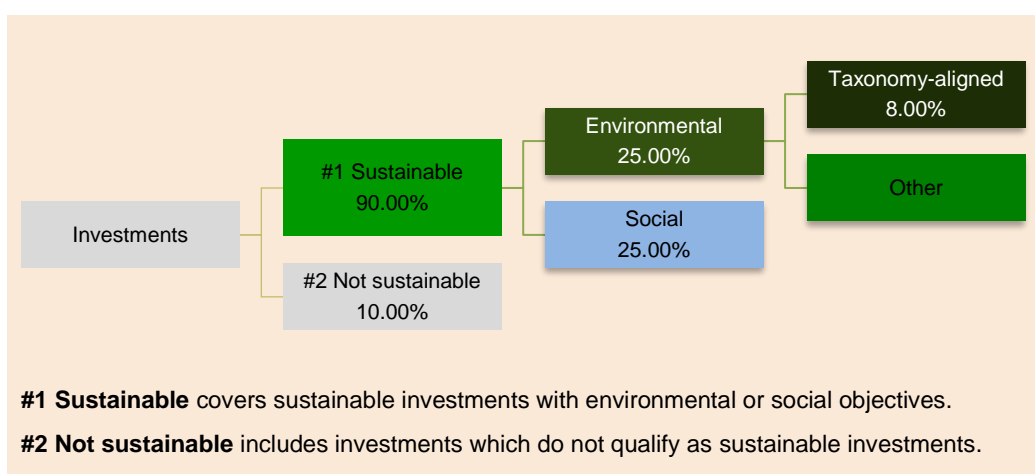 Investments
#1 Sustainable
90.00%
#2 Not sustainable
10.00%
Environmental
25.00%
Social
25.00%
Taxonomy-aligned
8.00%
Other
#1 Sustainable covers sustainable investments with environmental or social objectives.
#2 Not sustainable includes investments which do not qualify as sustainable investments.